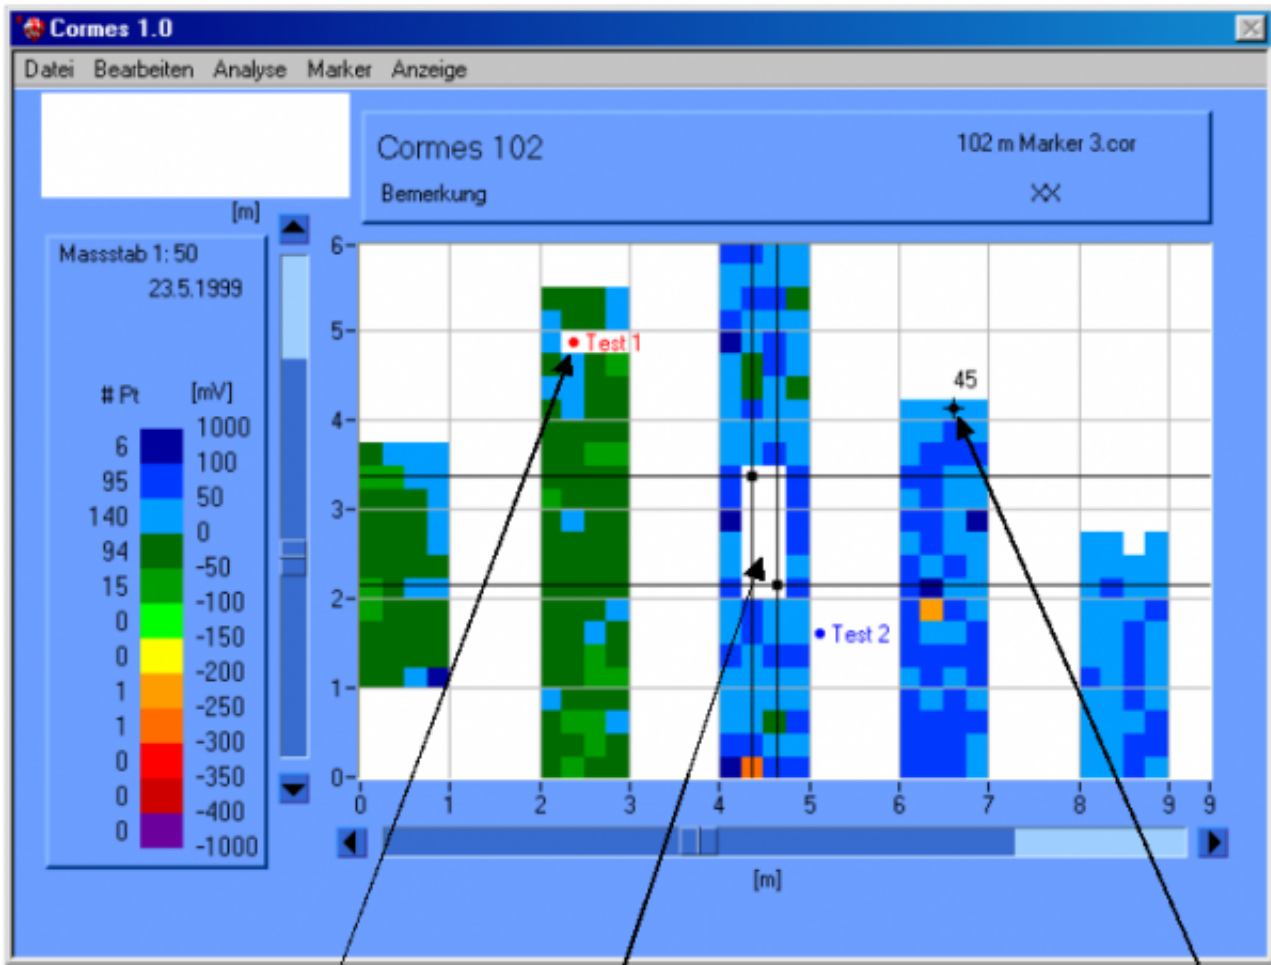 Cormes 1.0
Datei Bearbeiten Analyse Marker Anzeige
Cormes 102
102 m Marker 3.cor
Bemerkung
XX
[m]
Massstab 1: 50
23.5.1999
# Pt [mV]
1000
6
100
95
50
140
0
94
-50
15
-100
0
-150
0
-200
1
-250
1
-300
0
-350
0
-400
0
-1000
6
5
4
3
2
1
0
Test 1
45
Test 2
0 1 2 3 4 5 6 7 8 9 9
[m]